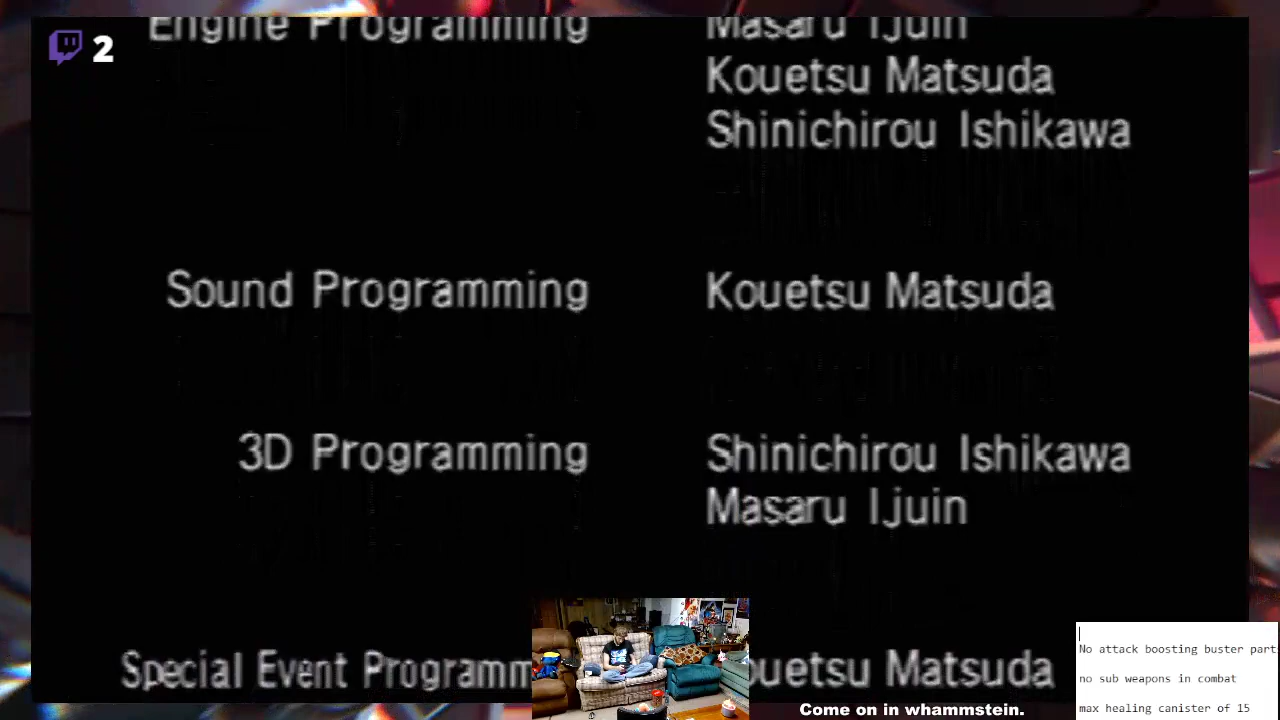 2
Engine Programming
Masaru Ijuin
Kouetsu Matsuda
Shinichirou Ishikawa
Sound Programming
Kouetsu Matsuda
3D Programming
Shinichirou Ishikawa
Masaru Ijuin
Special Event Programm
ouetsu Matsuda
Come on in whammstein.
No attack boosting buster part
no sub weapons in combat
max healing canister of 15